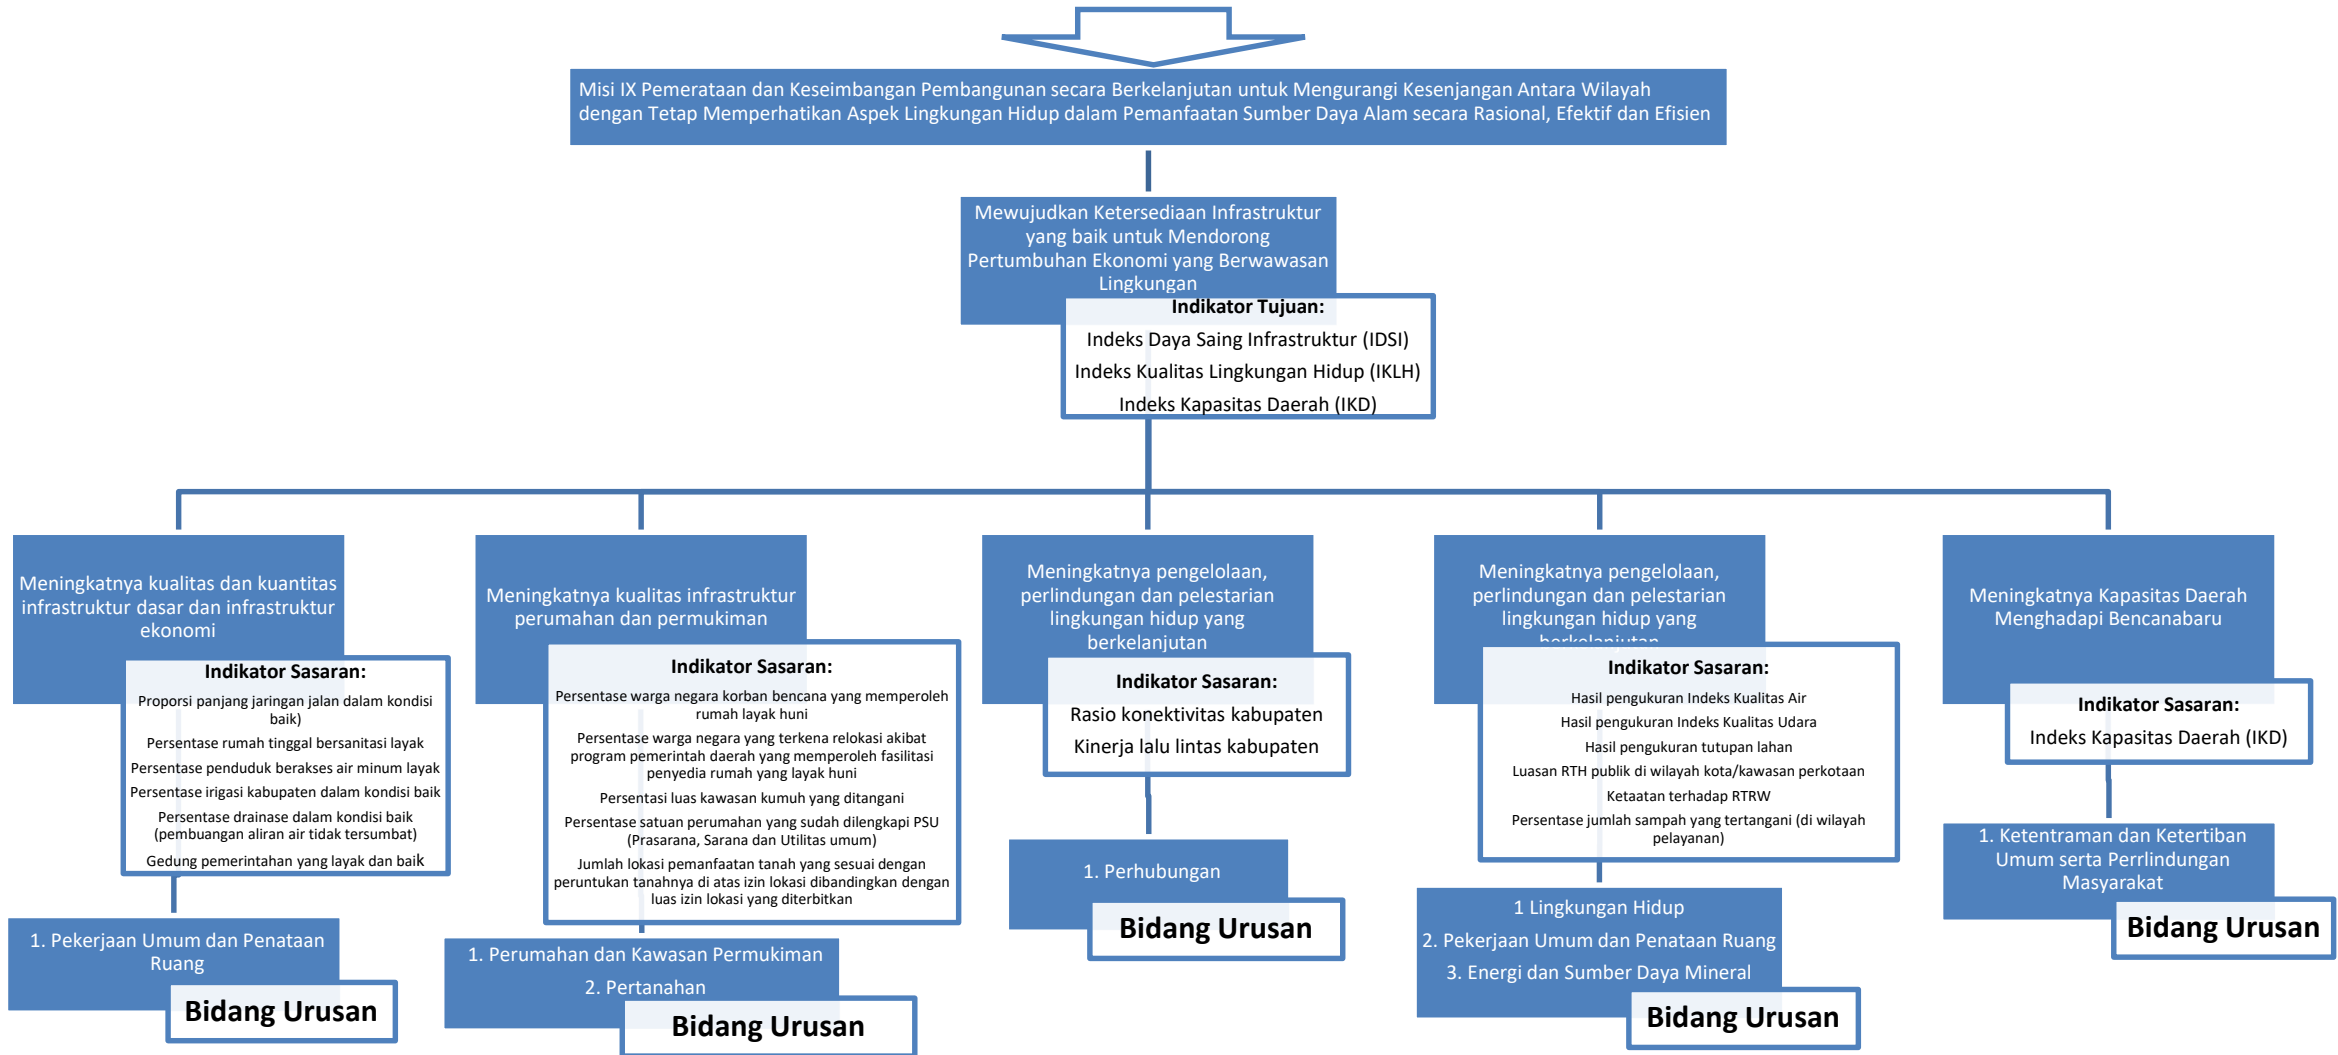 Misi IX Pemerataan dan Keseimbangan Pembangunan secara Berkelanjutan untuk Mengurangi Kesenjangan Antara Wilayah
dengan Tetap Memperhatikan Aspek Lingkungan Hidup dalam Pemanfaatan Sumber Daya Alam secara Rasional, Efektif dan Efisien
Mewujudkan Ketersediaan Infrastruktur
yang baik untuk Mendorong
Pertumbuhan Ekonomi yang Berwawasan
Lingkungan
Indikator Tujuan:
Indeks Daya Saing Infrastruktur (IDSI)
Indeks Kualitas Lingkungan Hidup (IKLH)
Indeks Kapasitas Daerah (IKD)
Meningkatnya kualitas dan kuantitas
infrastruktur dasar dan infrastruktur
ekonomi
Indikator Sasaran:
Proporsi panjang jaringan jalan dalam kondisi
baik)
Persentase rumah tinggal bersanitasi layak
Persentase penduduk berakses air minum layak
Persentase irigasi kabupaten dalam kondisi baik
Persentase drainase dalam kondisi baik
(pembuangan aliran air tidak tersumbat)
Gedung pemerintahan yang layak dan baik
1. Pekerjaan Umum dan Penataan
Ruang
Bidang Urusan
Meningkatnya kualitas infrastruktur
perumahan dan permukiman
Indikator Sasaran:
Persentase warga negara korban bencana yang memperoleh
rumah layak huni
Persentase warga negara yang terkena relokasi akibat
program pemerintah daerah yang memperoleh fasilitasi
penyedia rumah yang layak huni
Persentasi luas kawasan kumuh yang ditangani
Persentase satuan perumahan yang sudah dilengkapi PSU
(Prasarana, Sarana dan Utilitas umum)
Jumlah lokasi pemanfaatan tanah yang sesuai dengan
peruntukan tanahnya di atas izin lokasi dibandingkan dengan
luas izin lokasi yang diterbitkan
1. Perumahan dan Kawasan Permukiman
2. Pertanahan
Bidang Urusan
Meningkatnya pengelolaan,
perlindungan dan pelestarian
lingkungan hidup yang
berkelanjutan
Indikator Sasaran:
Rasio konektivitas kabupaten
Kinerja lalu lintas kabupaten
1. Perhubungan
Bidang Urusan
Meningkatnya pengelolaan,
perlindungan dan pelestarian
lingkungan hidup yang
berkelanjutan
Indikator Sasaran:
Hasil pengukuran Indeks Kualitas Air
Hasil pengukuran Indeks Kualitas Udara
Hasil pengukuran tutupan lahan
Luasan RTH publik di wilayah kota/kawasan perkotaan
Ketaatan terhadap RTRW
Persentase jumlah sampah yang tertangani (di wilayah
pelayanan)
1 Lingkungan Hidup
2. Pekerjaan Umum dan Penataan Ruang
3. Energi dan Sumber Daya Mineral
Bidang Urusan
Meningkatnya Kapasitas Daerah
Menghadapi Bencanabaru
Indikator Sasaran:
Indeks Kapasitas Daerah (IKD)
1. Ketentraman dan Ketertiban
Umum serta Perrlindungan
Masyarakat
Bidang Urusan